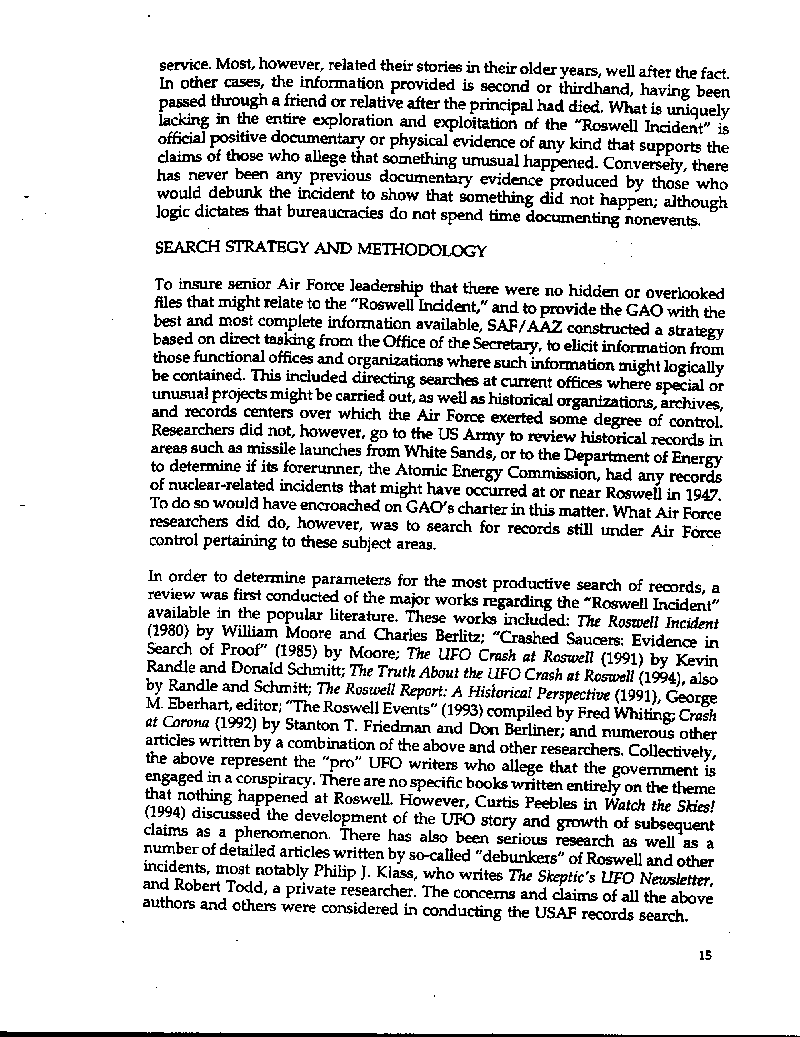 service. Most, however, related their stories in their older years, well after the fact.
In other cases, the information provided is second or thirdhand, having been
passed through a friend or relative after the principal had died. What is uniquely
lacking in the entire exploration and exploitation of the "Roswell Incident" is
official positive documentary or physical evidence of any kind that supports the
claims of those who allege that something unusual happened. Conversely, there
has never been any previous documentary evidence produced by those who
would debunk the incident to show that something did not happen; although
logic dictates that bureaucracies do not spend time documenting nonevents.
SEARCH STRATEGY AND METHODOLOGY
To insure senior Air Force leadership that there were no hidden or overlooked
files that might relate to the "Roswell Incident," and to provide the GAO with the
best and most complete information available, SAF/AAZ constructed a strategy
based on direct tasking from the Office of the Secretary, to elicit information from
those functional offices and organizations where such information might logically
be contained. This included directing searches at current offices where special or
unusual projects might be carried out, as well as historical organizations, archives,
and records centers over which the Air Force exerted some degree of control.
Researchers did not, however, go to the US Army to review historical records in
areas such as missile launches from White Sands, or to the Department of Energy
to determine if its forerunner, the Atomic Energy Commission, had any records
of nuclear-related incidents that might have occurred at or near Roswell in 1947.
To do so would have encroached on GAO's charter in this matter. What Air Force
researchers did do, however, was to search for records still under Air Force
control pertaining to these subject areas.
In order to determine parameters for the most productive search of records, a
review was first conducted of the major works regarding the "Roswell Incident"
available in the popular literature. These works included: The Roswell Incident
(1980) by William Moore and Charles Berlitz; "Crashed Saucers: Evidence in
Search of Proof" (1985) by Moore; The UFO Crash at Roswell (1991) by Kevin
Randle and Donald Schmitt; The Truth About the UFO Crash at Roswell (1994), also
by Randle and Schmitt; The Roswell Report: A Historical Perspective (1991), George
M. Eberhart, editor; "The Roswell Events" (1993) compiled by Fred Whiting; Crash
at Corona (1992) by Stanton T. Friedman and Don Berliner; and numerous other
articles written by a combination of the above and other researchers. Collectively,
the above represent the "pro" UFO writers who allege that the government is
engaged in a conspiracy. There are no specific books written entirely on the theme
that nothing happened at Roswell. However, Curtis Peebles in Watch the Skies!
(1994) discussed the development of the UFO story and growth of subsequent
claims as a phenomenon. There has also been serious research as well as a
number of detailed articles written by so-called "debunkers" of Roswell and other
incidents, most notably Philip J. Klass, who writes The Skeptic's UFO Newsletter,
and Robert Todd, a private researcher. The concerns and claims of all the above
authors and others were considered in conducting the USAF records search.
15